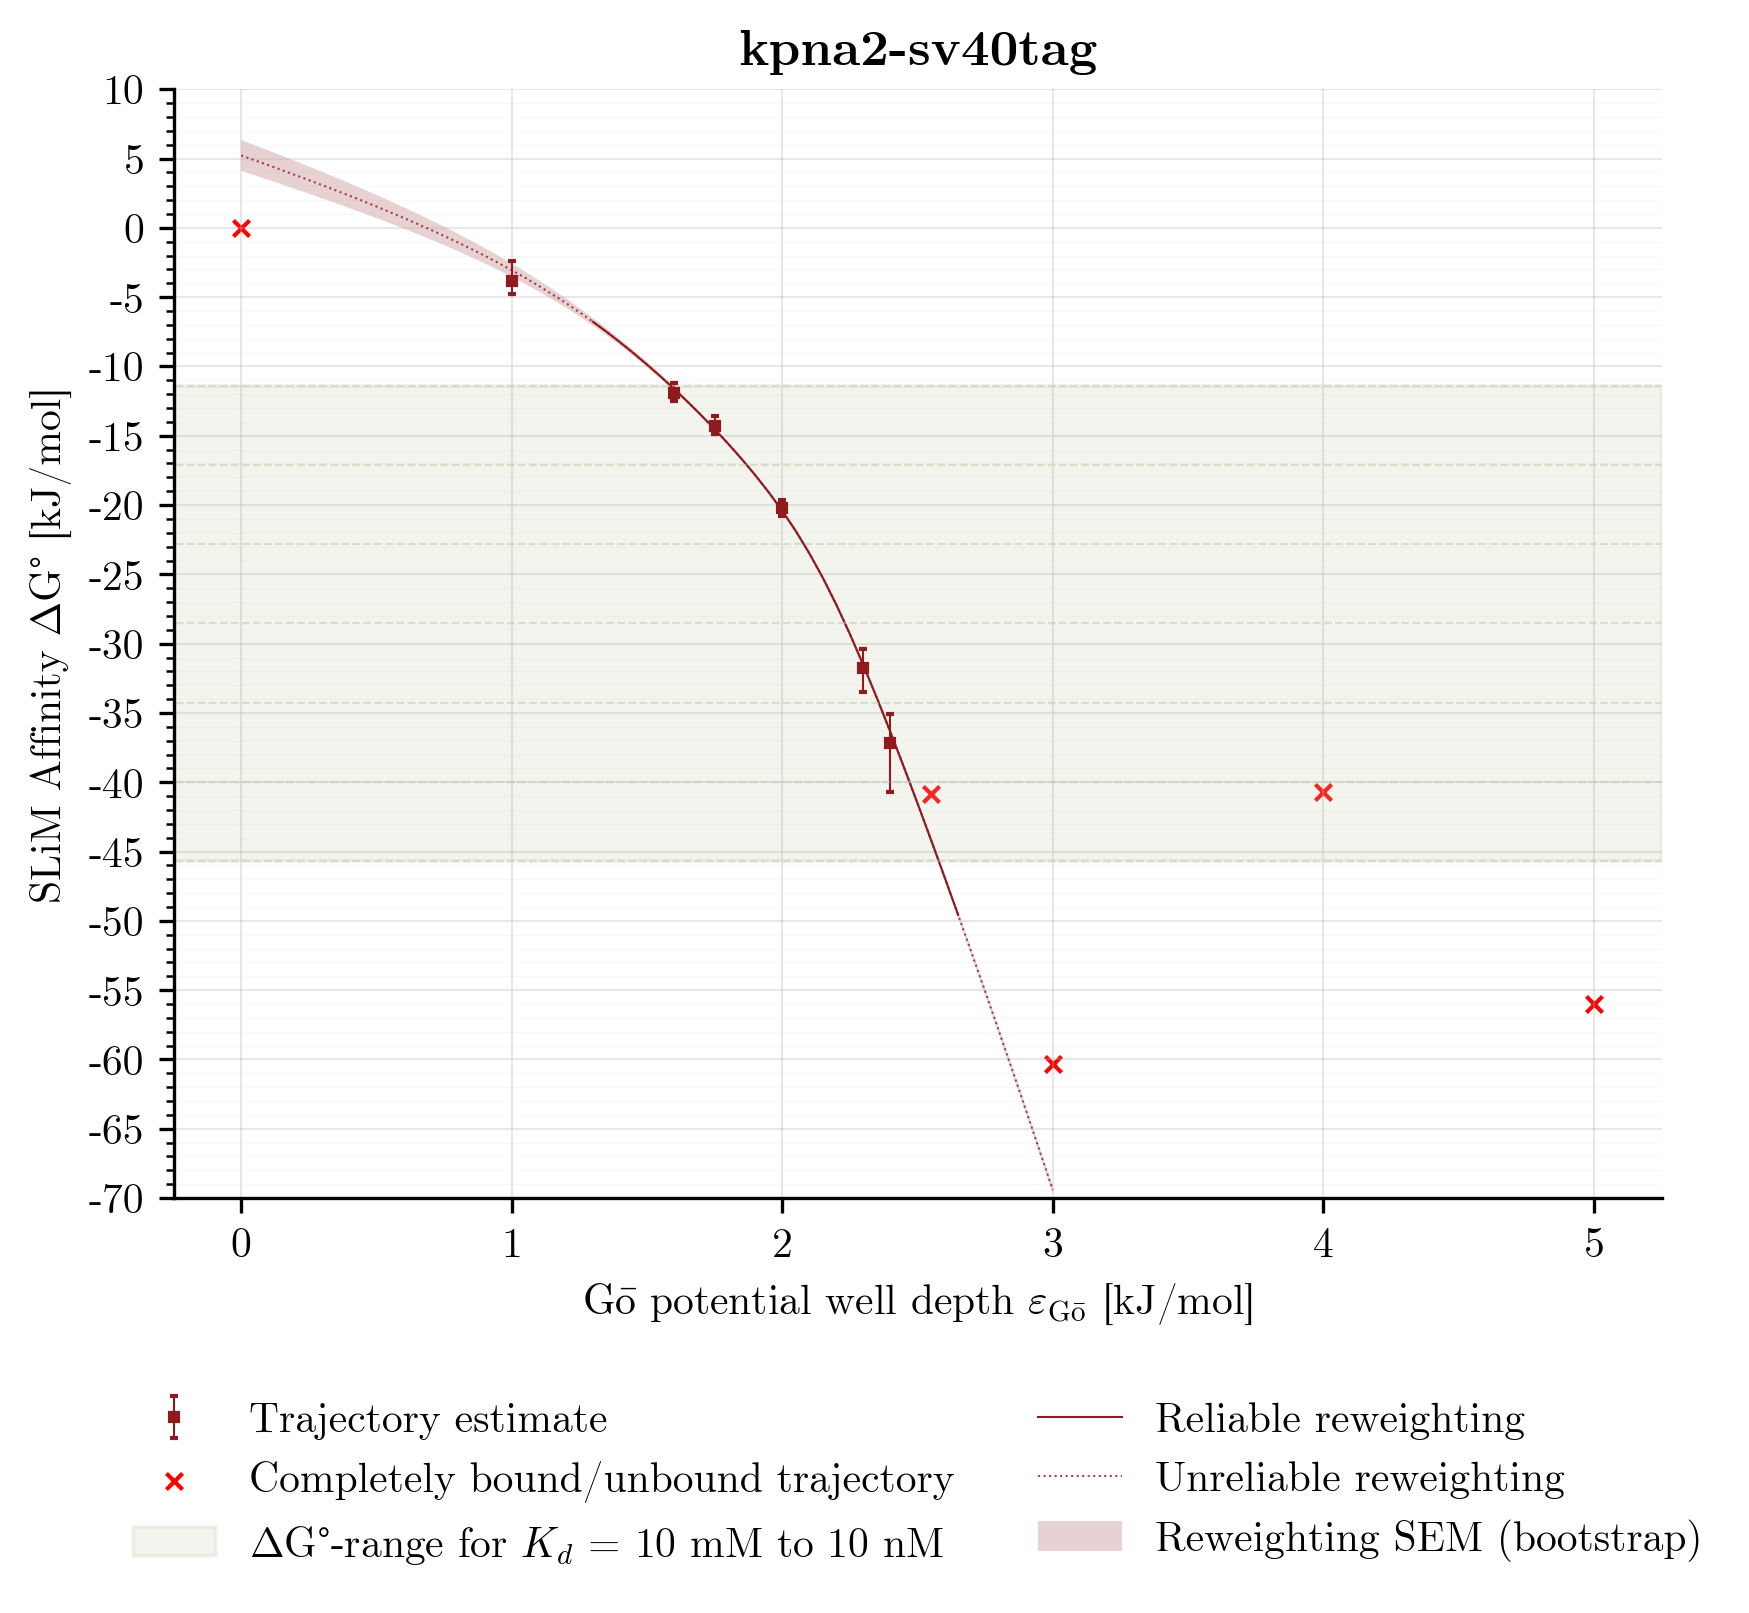 kpna2-sv40tag
10
5
0
-5
-10
-15
-20
-25
-30
-35
-40
-45
-50
-55
-60
-65
-70
SLiM Affinity ΔG° [kJ/mol]
0 1 2 3 4 5
Gō potential well depth εGō [kJ/mol]
Trajectory estimate
Completely bound/unbound trajectory
ΔG°-range for Kd = 10 mM to 10 nM
Reliable reweighting
Unreliable reweighting
Reweighting SEM (bootstrap)